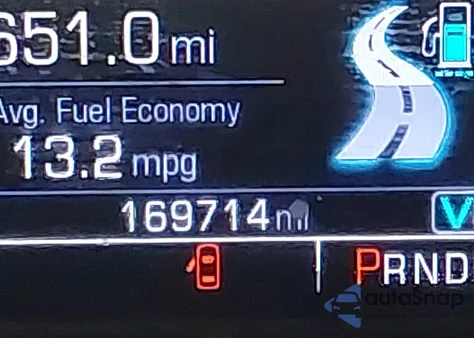 651.0 mi
Avg. Fuel Economy
13.2 mpg
169714 mi
V
PRND
autoSnap